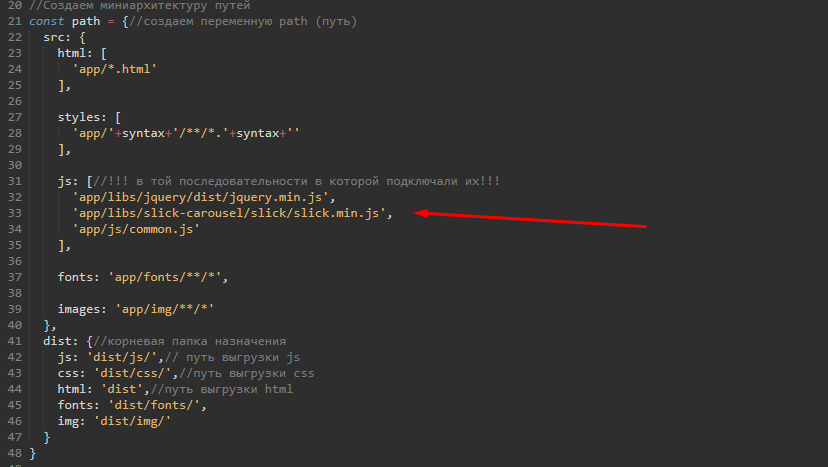 20 //Создаем миниархитектуру путей
21 const path = {//создаем переменную path (путь)
22 src: {
23 html: [
24 'app/*.html'
25 ],
26
27 styles: [
28 'app/'+syntax+'/**/*.'+syntax+''
29 ],
30
31 js: [//!!! в той последовательности в которой подключали их!!!
32 'app/libs/jquery/dist/jquery.min.js',
33 'app/libs/slick-carousel/slick/slick.min.js',
34 'app/js/common.js'
35 ],
36
37 fonts: 'app/fonts/**/*',
38
39 images: 'app/img/**/*'
40 },
41 dist: {//корневая папка назначения
42 js: 'dist/js/',// путь выгрузки js
43 css: 'dist/css/',//путь выгрузки css
44 html: 'dist',//путь выгрузки html
45 fonts: 'dist/fonts/',
46 img: 'dist/img/'
47 }
48 }